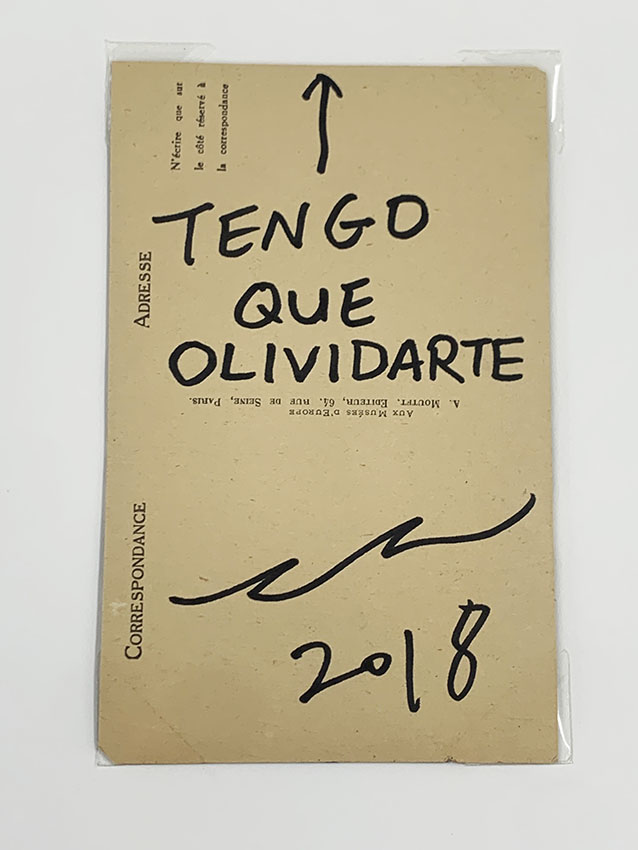 N'écrire que sur
le côté réservé à
la correspondance
TENGO
QUE
OLIVIDARTE
ADRESSE
A. MOUTET. EDITEUR, 64, RUE DE SEINE, PARIS.
AUX MUSÉES D'EUROPE
CORRESPONDANCE
2018